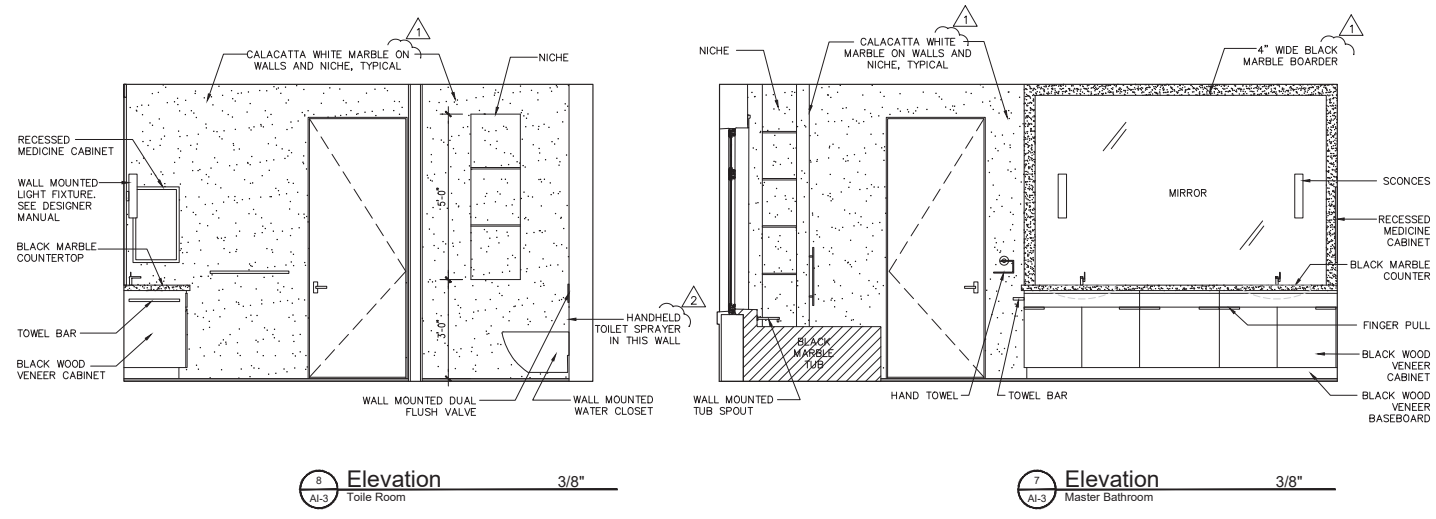 1
CALACATTA WHITE MARBLE ON
WALLS AND NICHE, TYPICAL
NICHE
RECESSED
MEDICINE CABINET
WALL MOUNTED
LIGHT FIXTURE.
SEE DESIGNER
MANUAL
BLACK MARBLE
COUNTERTOP
TOWEL BAR
BLACK WOOD
VENEER CABINET
5'-0"
3'-0"
2
HANDHELD
TOILET SPRAYER
IN THIS WALL
WALL MOUNTED DUAL
FLUSH VALVE
WALL MOUNTED
WATER CLOSET
8
AI-3
Elevation
3/8"
Toile Room
NICHE
1
CALACATTA WHITE
MARBLE ON WALLS AND
NICHE, TYPICAL
1
4" WIDE BLACK
MARBLE BOARDER
MIRROR
SCONCES
RECESSED
MEDICINE
CABINET
BLACK MARBLE
COUNTER
FINGER PULL
BLACK WOOD
VENEER
CABINET
BLACK WOOD
VENEER
BASEBOARD
BLACK
MARBLE
TUB
WALL MOUNTED
TUB SPOUT
HAND TOWEL
TOWEL BAR
7
AI-3
Elevation
3/8"
Master Bathroom